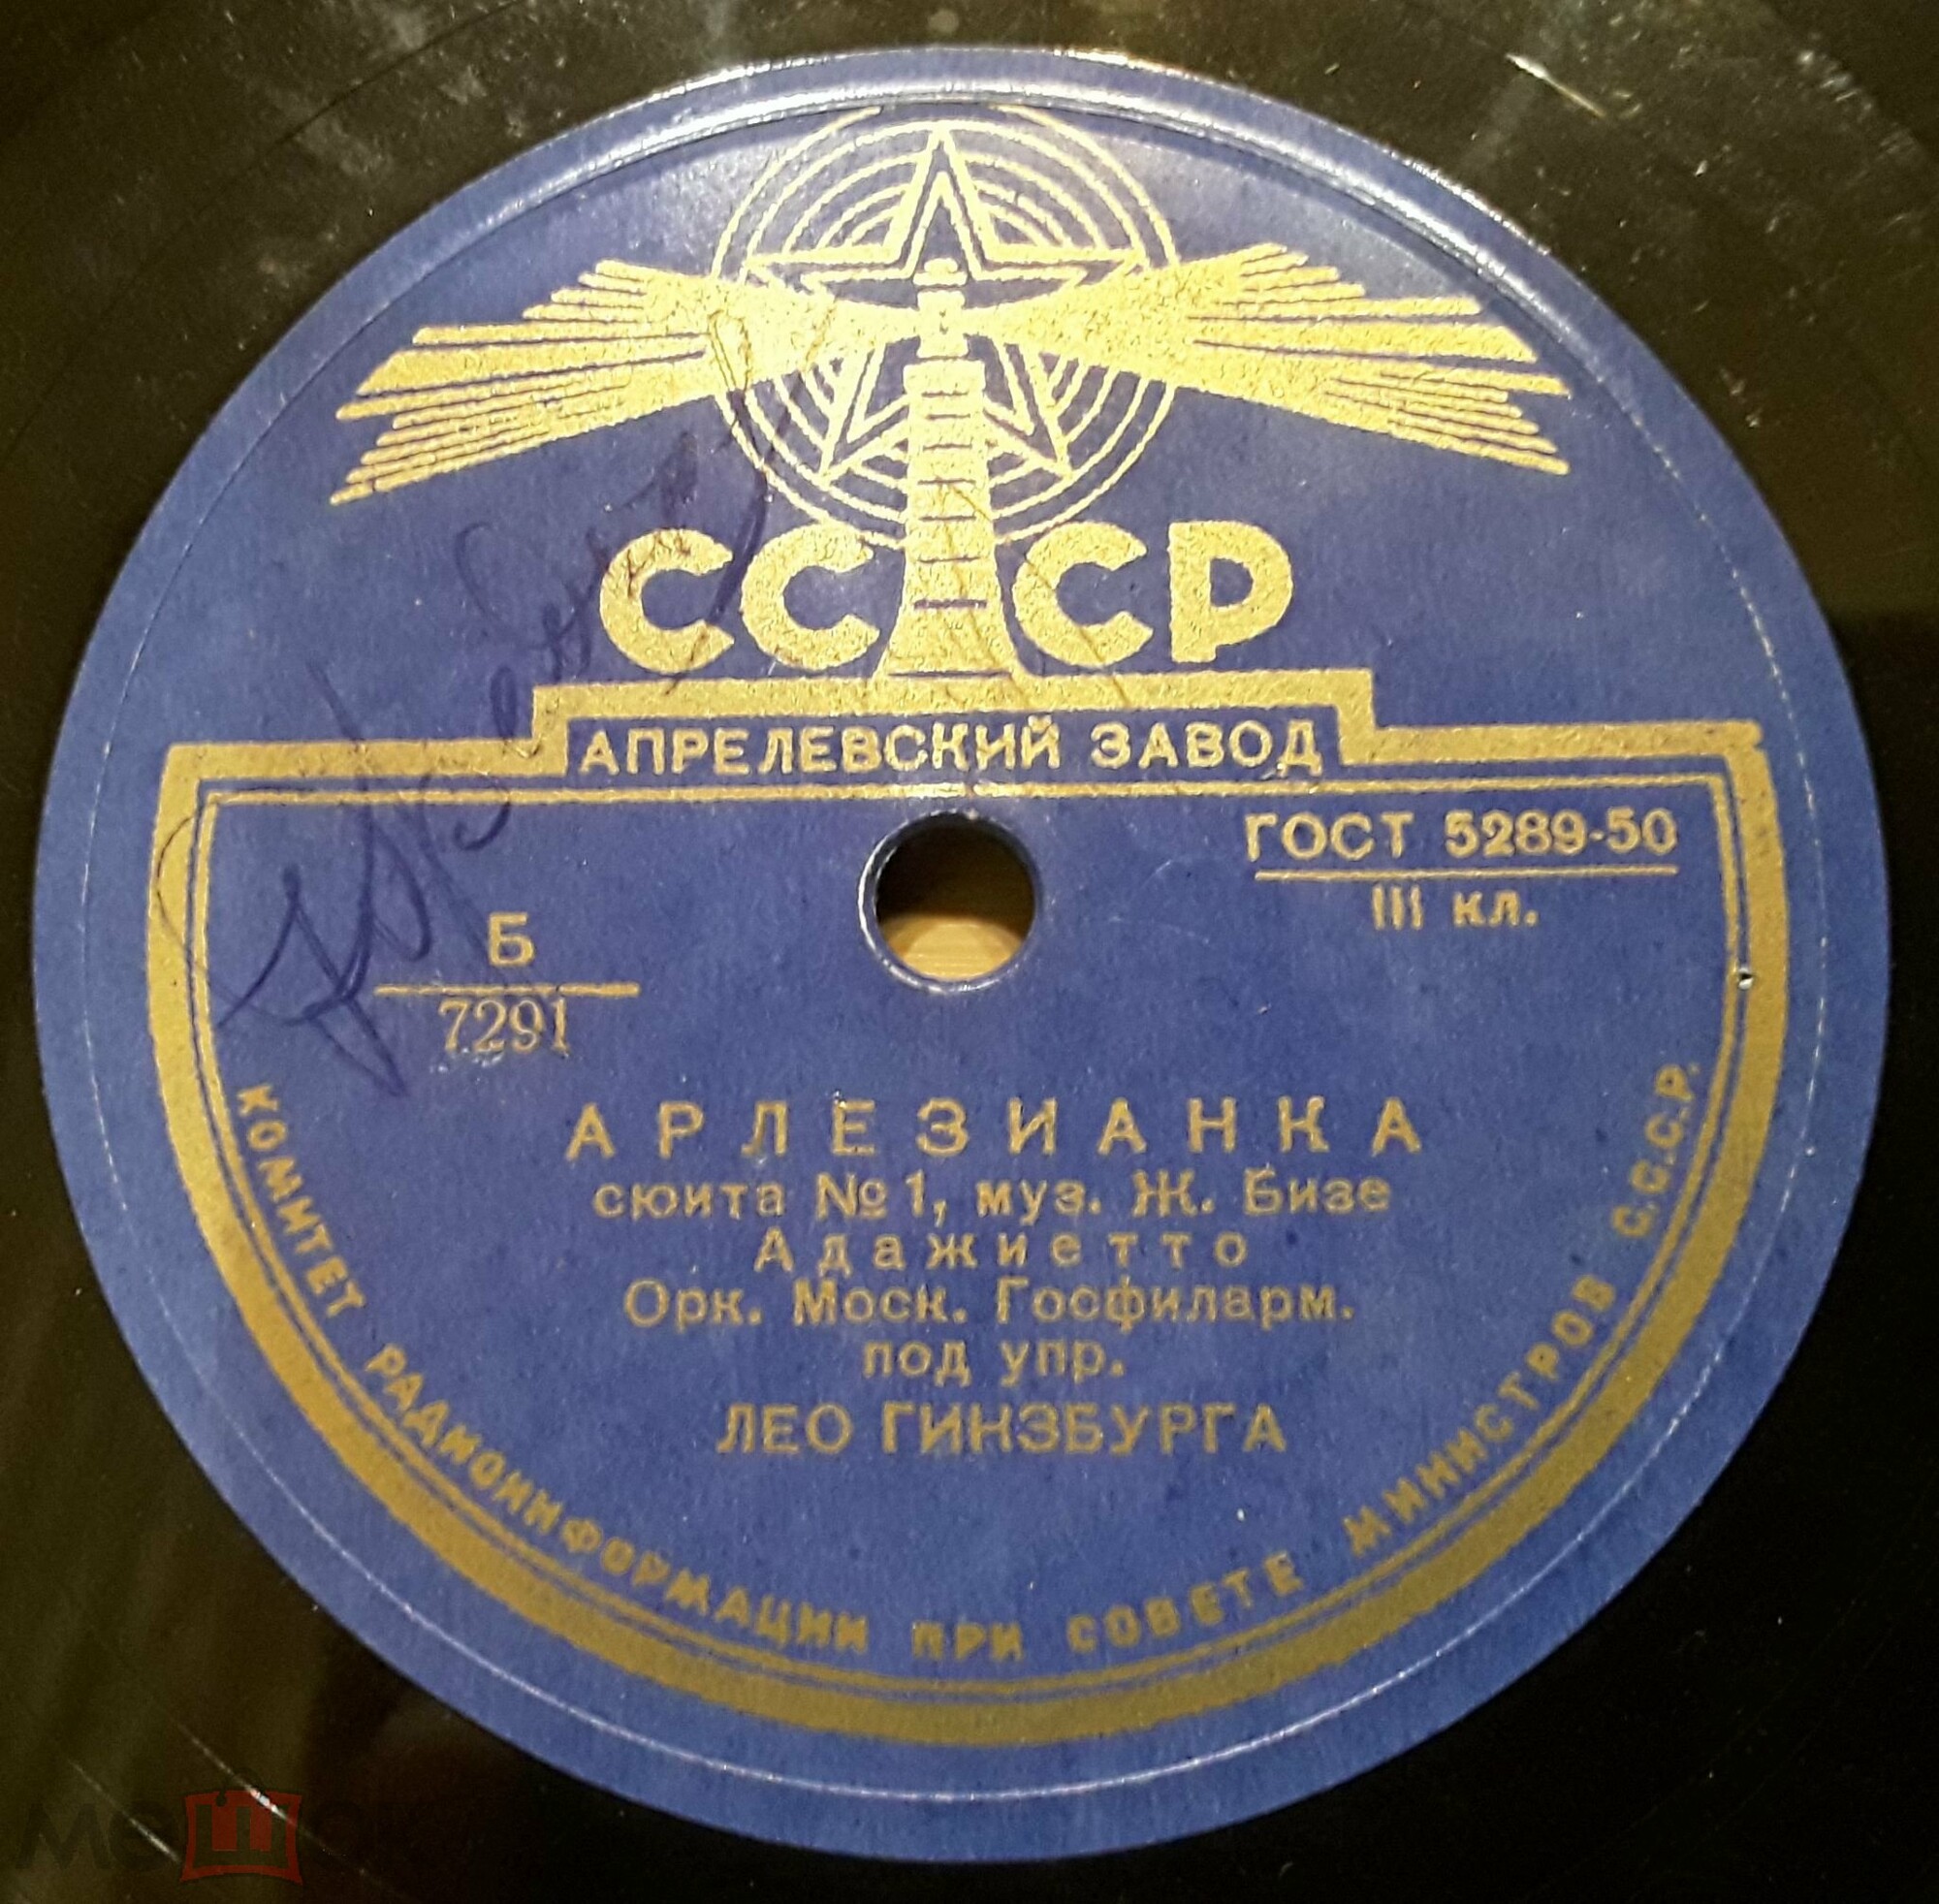 СССР
АПРЕЛЕВСКИЙ ЗАВОД
ГОСТ 5289-50
III кл.
Б
7291
АРЛЕЗИАНКА
сюита № 1, муз. Ж. Бизе
Адажиетто
Орк. Моск. Госфиларм.
под упр.
ЛЕО ГИНЗБУРГА
КОМИТЕТ РАДИОИНФОРМАЦИИ ПРИ СОВЕТЕ МИНИСТРОВ С.С.С.Р.